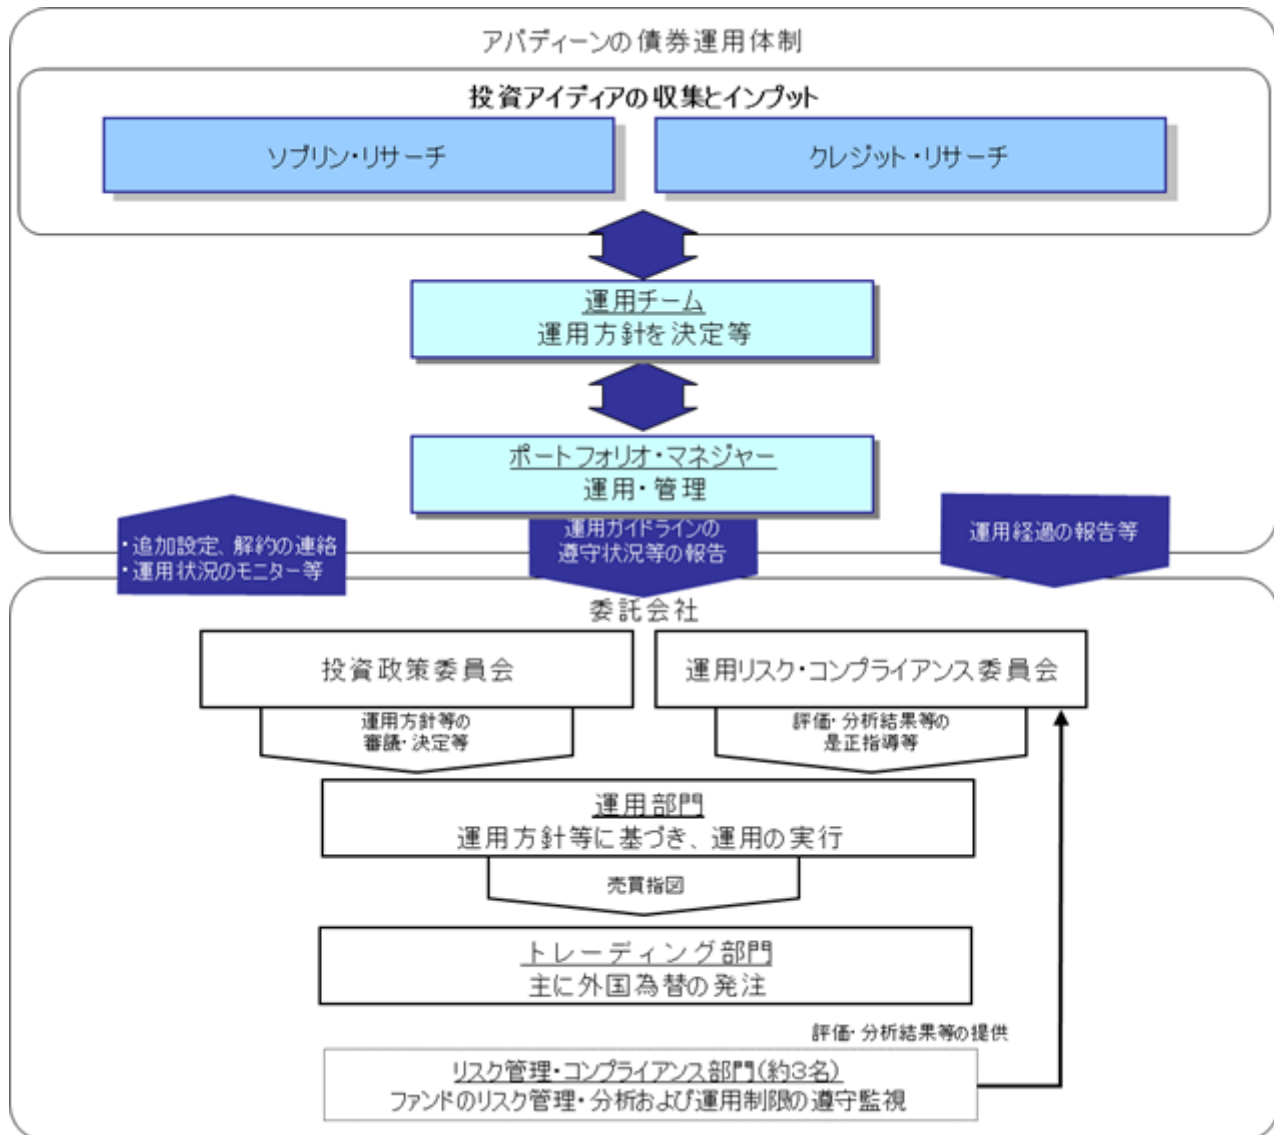 アバディーンの債券運用体制
投資アイディアの収集とインプット
ソブリン・リサーチ
クレジット・リサーチ
運用チーム
運用方針を決定等
ポートフォリオ・マネジャー
運用・管理
・追加設定、解約の連絡
・運用状況のモニター等
運用ガイドラインの
遵守状況等の報告
運用経過の報告等
委託会社
投資政策委員会
運用リスク・コンプライアンス委員会
運用方針等の
審議・決定等
評価・分析結果等の
是正指導等
運用部門
運用方針等に基づき、運用の実行
売買指図
トレーディング部門
主に外国為替の発注
評価・分析結果等の提供
リスク管理・コンプライアンス部門(約3名)
ファンドのリスク管理・分析および運用制限の遵守監視